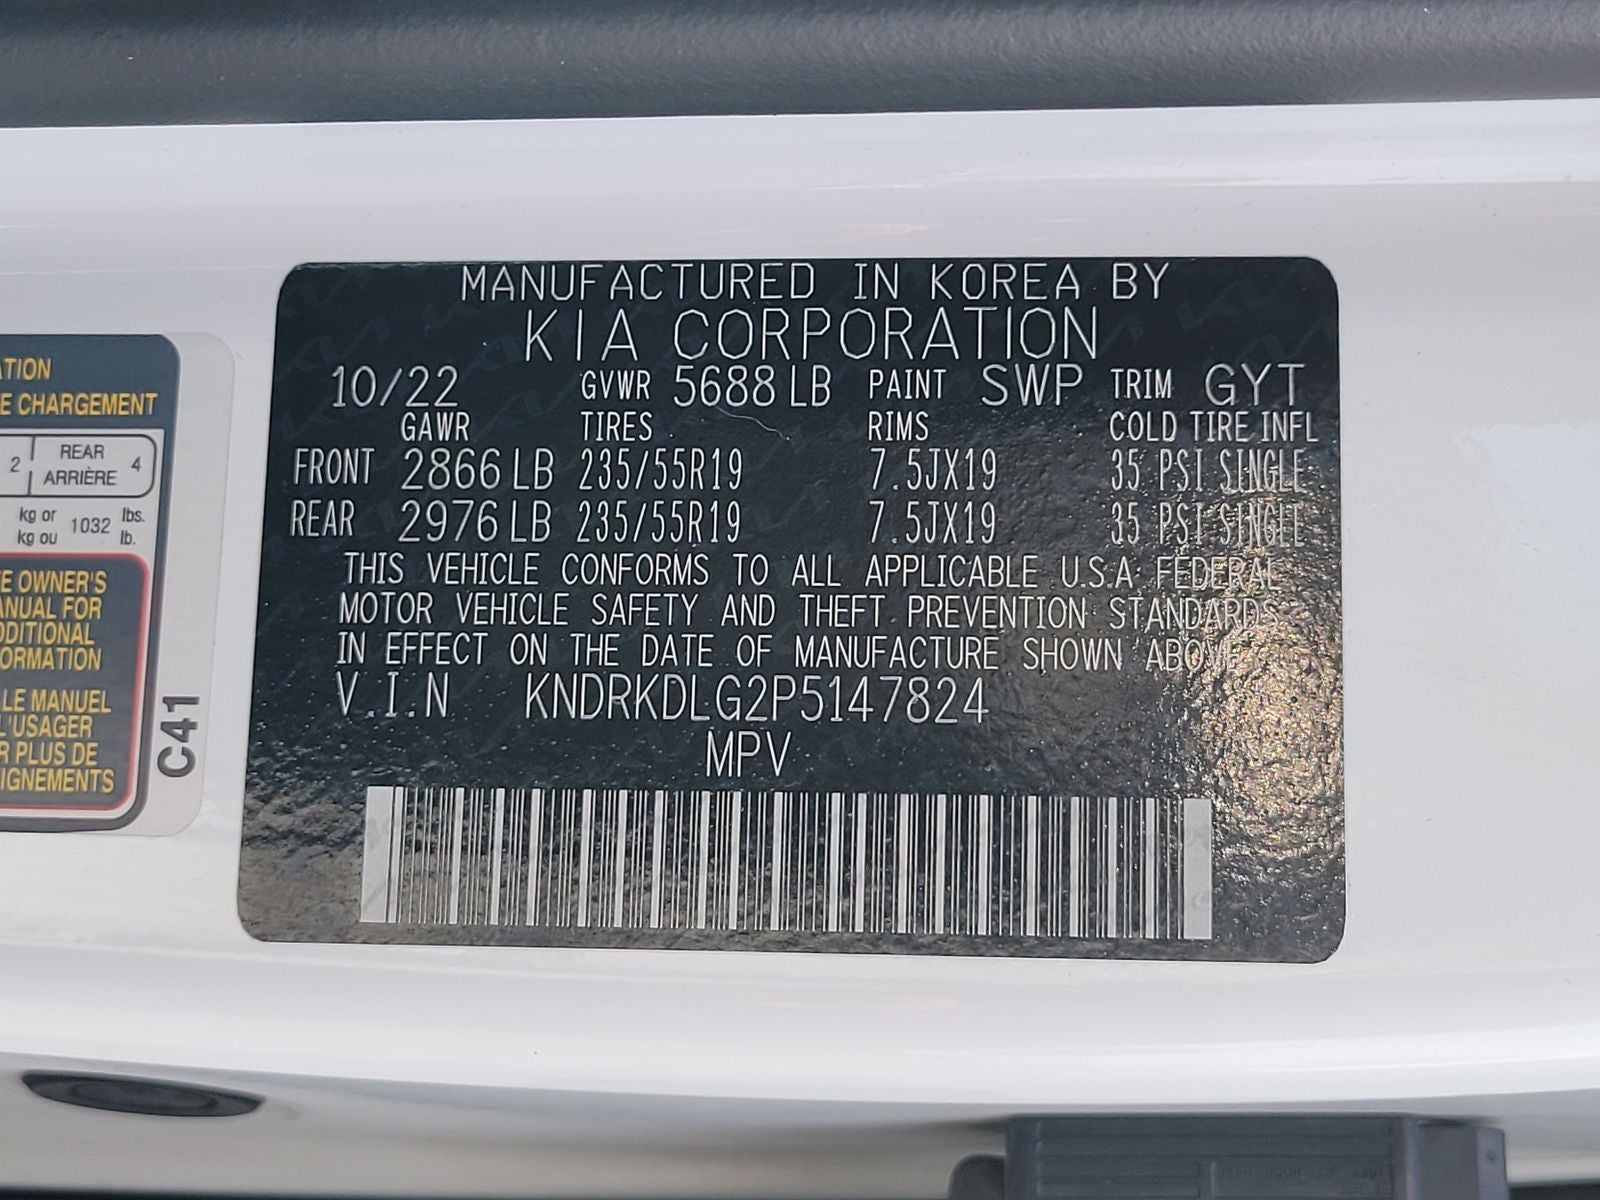 MANUFACTURED IN KOREA BY
KIA CORPORATION
10/22 GVWR 5688 LB PAINT SWP TRIM GYT
GAWR TIRES RIMS COLD TIRE INFL
FRONT 2866 LB 235/55R19 7.5JX19 35 PSI SINGLE
REAR 2976 LB 235/55R19 7.5JX19 35 PSI SINGLE
THIS VEHICLE CONFORMS TO ALL APPLICABLE U.S.A FEDERAL
MOTOR VEHICLE SAFETY AND THEFT PREVENTION STANDARDS
IN EFFECT ON THE DATE OF MANUFACTURE SHOWN ABOVE.
V.I.N KNDRKDLG2P5147824
MPV
ATION
E CHARGEMENT
2 REAR 4
ARRIÈRE
kg or 1032 lbs.
kg ou lb.
E OWNER'S
ANUAL FOR
DDITIONAL
ORMATION
LE MANUEL
L'USAGER
R PLUS DE
IGNEMENTS
C41